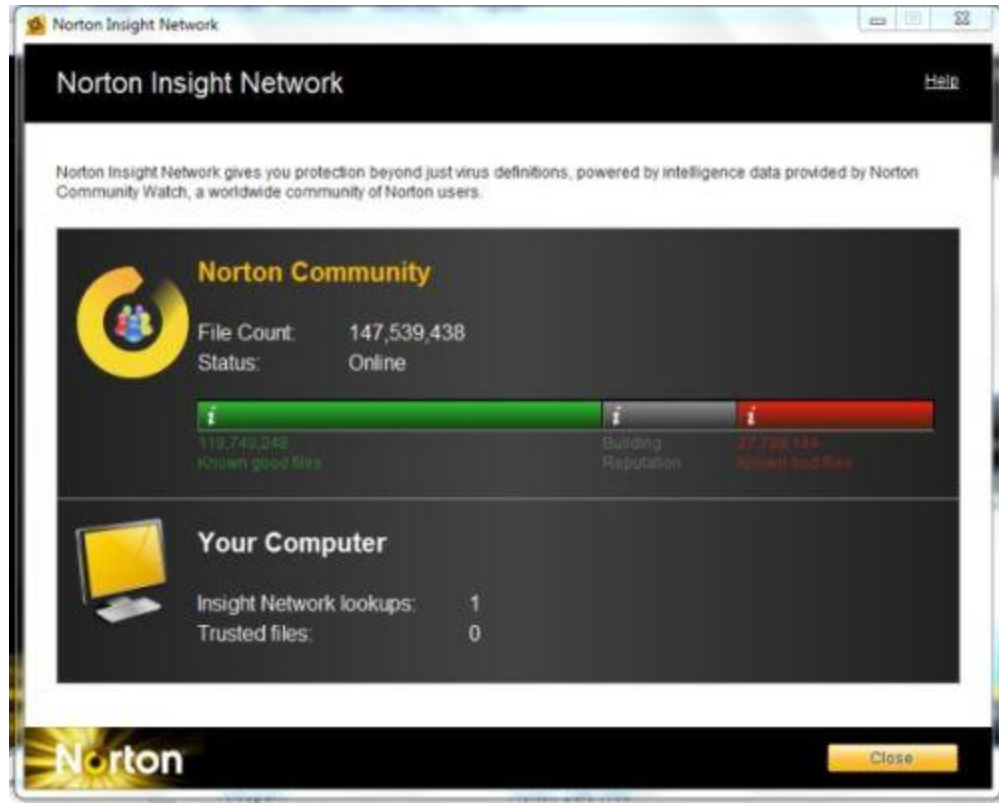 Norton Insight Network
Norton Insight Network
Help
Norton Insight Network gives you protection beyond just virus definitions, powered by intelligence data provided by Norton
Community Watch, a worldwide community of Norton users.
Norton Community
File Count: 147,539,438
Status: Online
i i i
Known good files
Building
Reputation
Known bad files
Your Computer
Insight Network lookups: 1
Trusted files: 0
Norton
Close